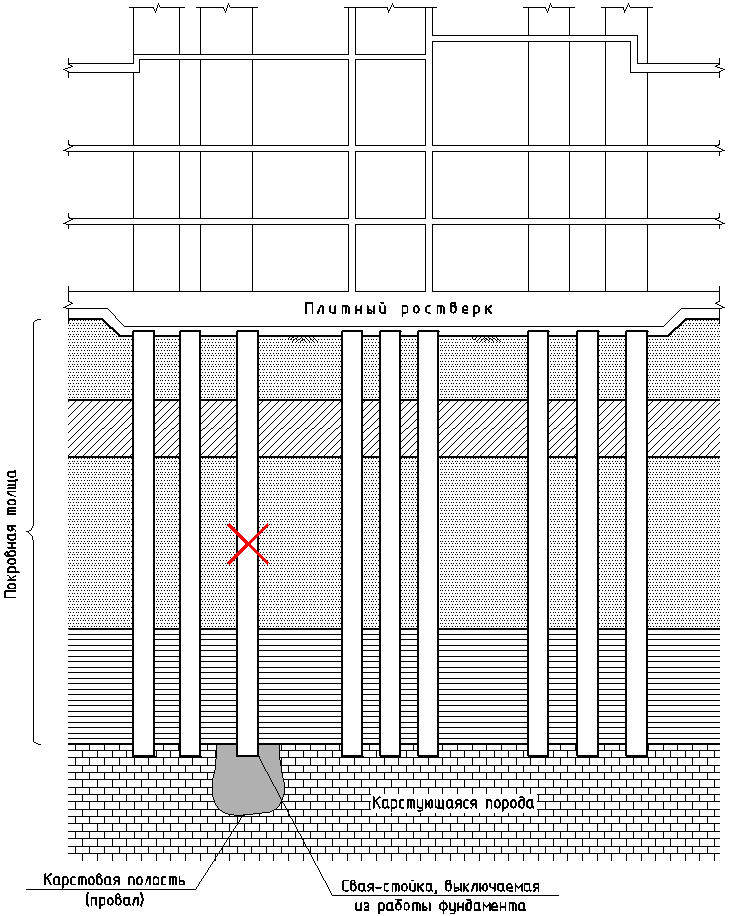 Плитный ростверк
Покровная толща
Карстующаяся порода
Карстовая полость
(провал)
Свая-стойка, выключаемая
из работы фундамента